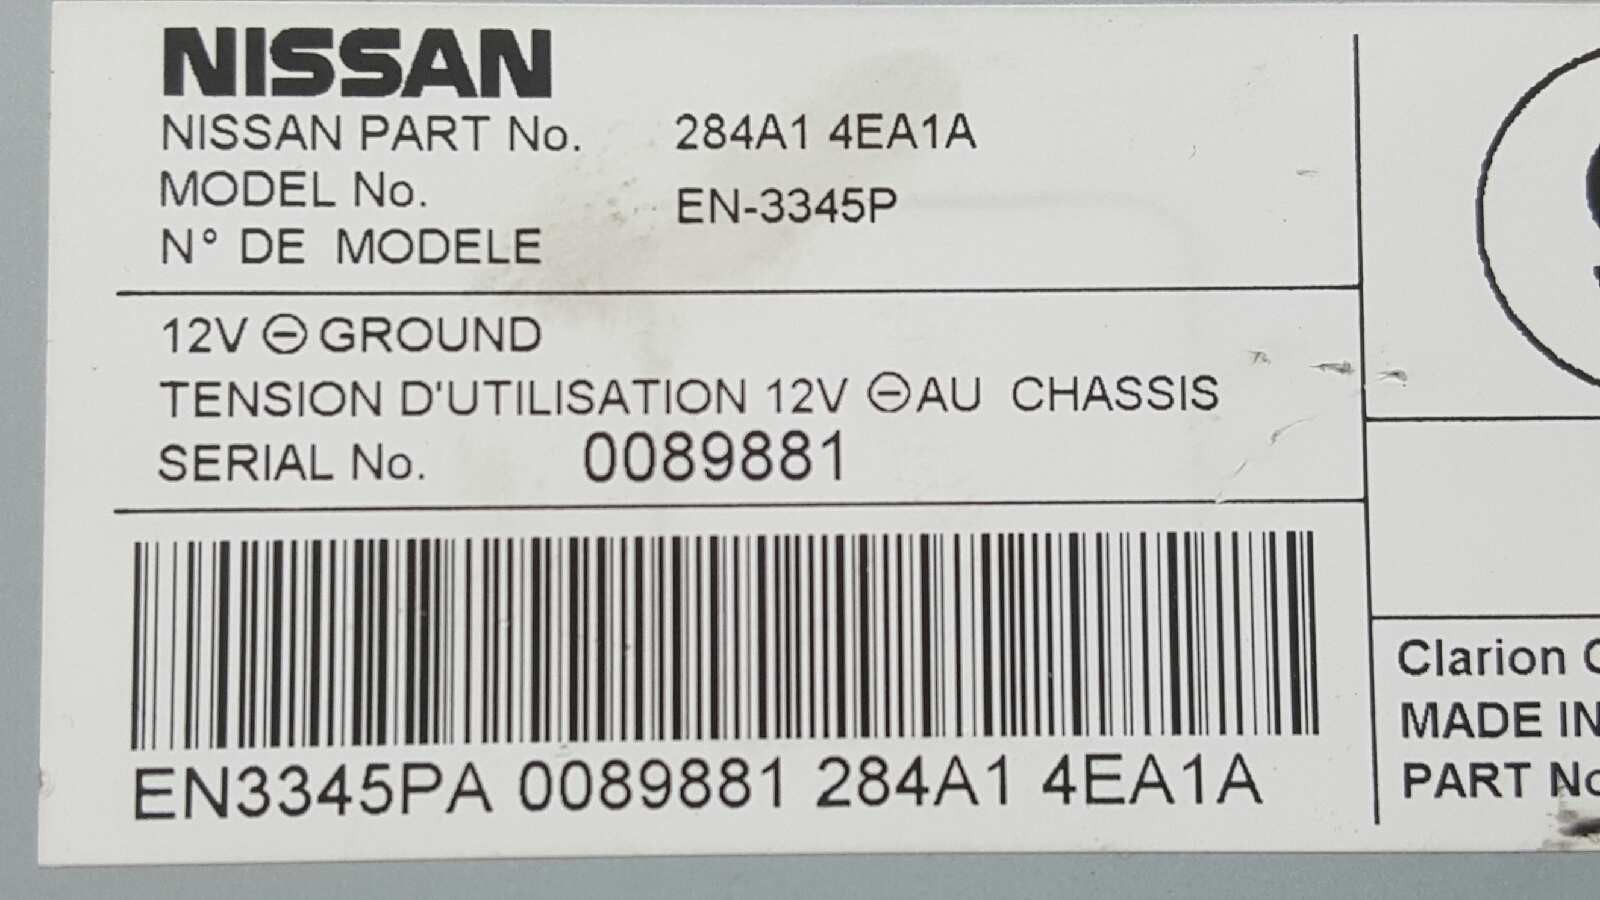 NISSAN
NISSAN PART No. 284A1 4EA1A
MODEL No. EN-3345P
N° DE MODELE
12V ⊖ GROUND
TENSION D'UTILISATION 12V ⊖ AU CHASSIS
SERIAL No. 0089881
EN3345PA 0089881 284A1 4EA1A
Clarion
MADE IN
PART No